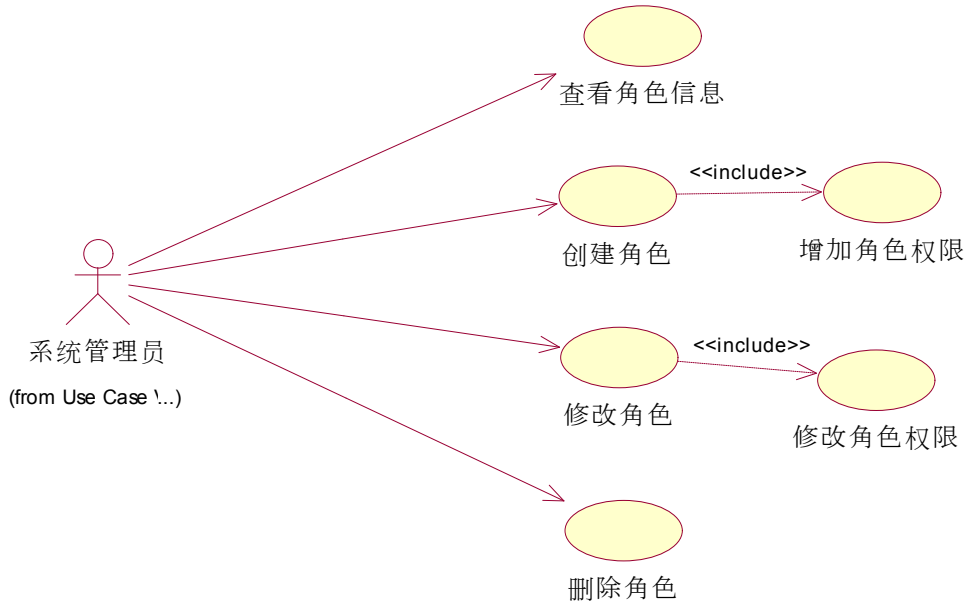 查看角色信息
<<include>>
创建角色
增加角色权限
系统管理员
(from Use Case \...)
<<include>>
修改角色
修改角色权限
删除角色